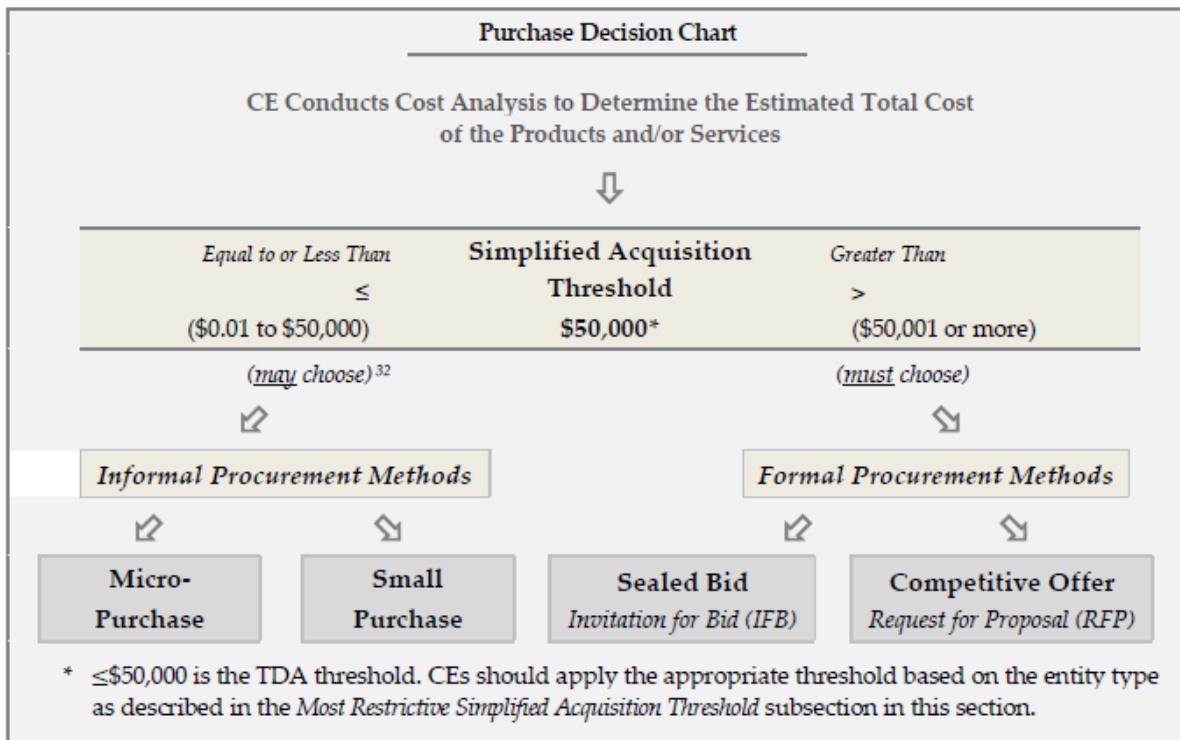 Purchase Decision Chart
CE Conducts Cost Analysis to Determine the Estimated Total Cost
of the Products and/or Services
Equal to or Less Than
≤
($0.01 to $50,000)
Simplified Acquisition
Threshold
$50,000*
Greater Than
>
($50,001 or more)
(may choose) 32
(must choose)
Informal Procurement Methods
Formal Procurement Methods
Micro-
Purchase
Small
Purchase
Sealed Bid
Invitation for Bid (IFB)
Competitive Offer
Request for Proposal (RFP)
* ≤$50,000 is the TDA threshold. CEs should apply the appropriate threshold based on the entity type
as described in the Most Restrictive Simplified Acquisition Threshold subsection in this section.